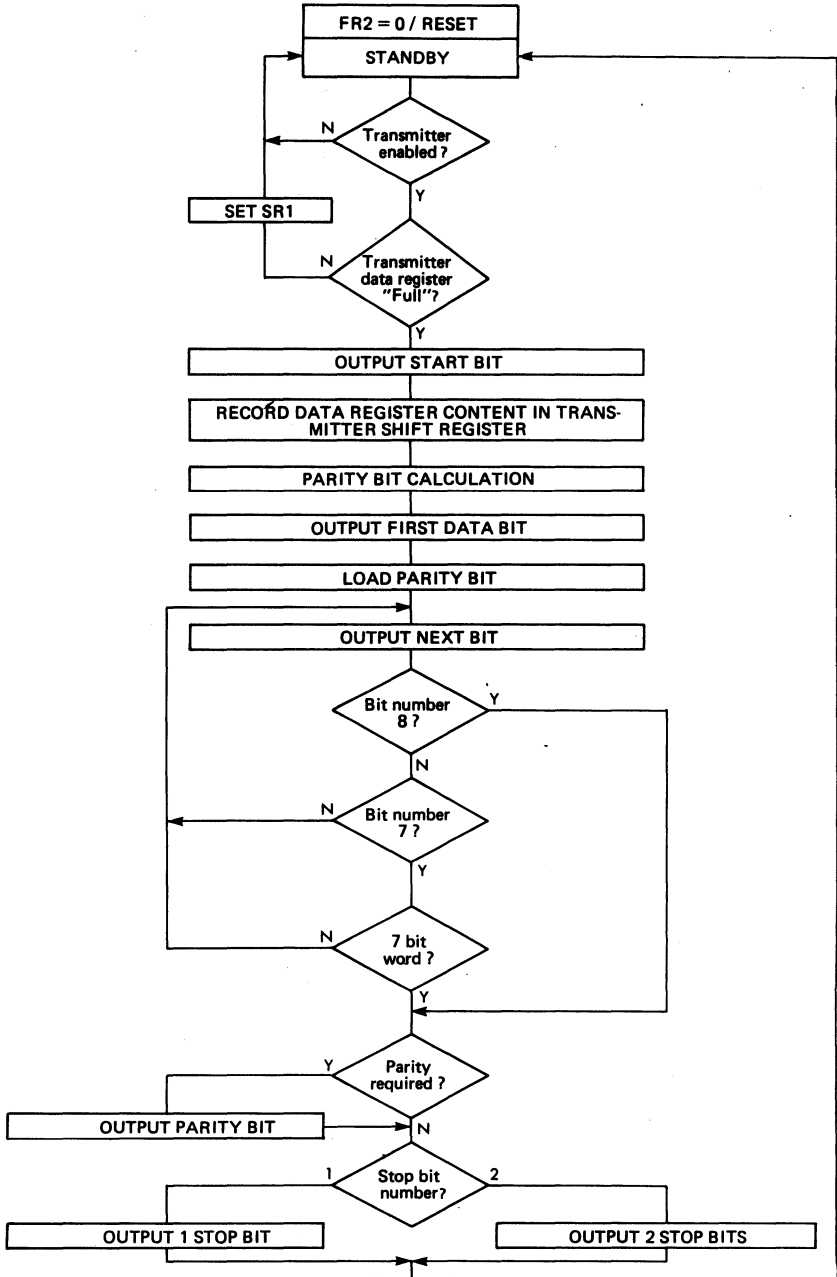 FR2 = 0 / RESET
STANDBY
N
Transmitter
enabled ?
Y
SET SR1
N
Transmitter
data register
"Full"?
Y
OUTPUT START BIT
RECORD DATA REGISTER CONTENT IN TRANS-
MITTER SHIFT REGISTER
PARITY BIT CALCULATION
OUTPUT FIRST DATA BIT
LOAD PARITY BIT
OUTPUT NEXT BIT
Bit number
8 ?
Y
N
N
Bit number
7 ?
Y
N
7 bit
word ?
Y
Y
Parity
required ?
OUTPUT PARITY BIT
N
1
Stop bit
number?
2
OUTPUT 1 STOP BIT
OUTPUT 2 STOP BITS